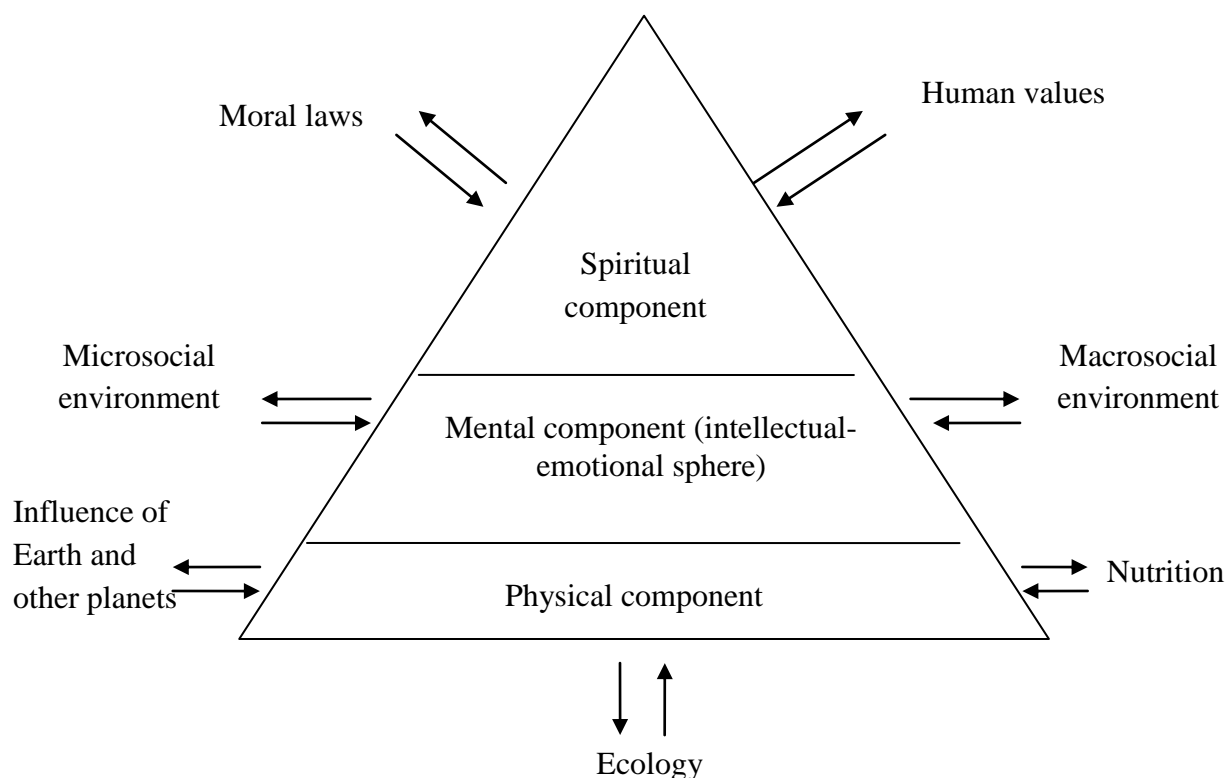 Moral laws
Human values
Spiritual
component
Microsocial
environment
Macrosocial
environment
Mental component (intellectual-
emotional sphere)
Influence of
Earth and
other planets
Physical component
Nutrition
Ecology